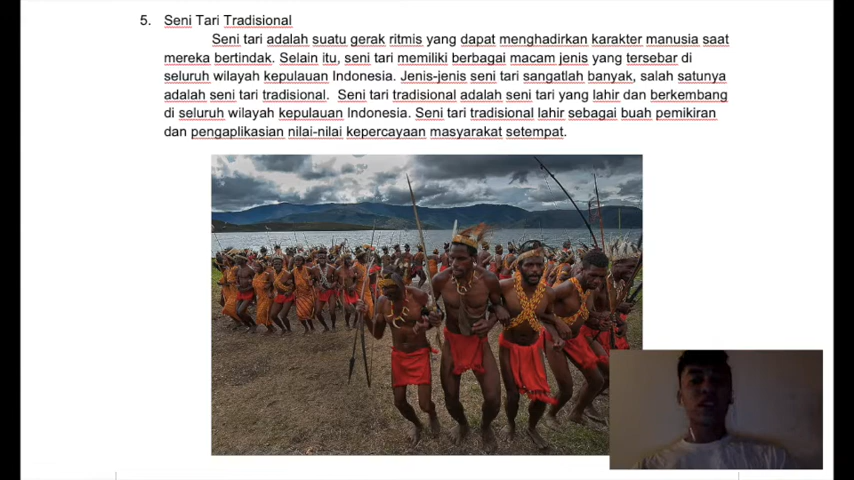 5. Seni Tari Tradisional
Seni tari adalah suatu gerak ritmis yang dapat menghadirkan karakter manusia saat
mereka bertindak. Selain itu, seni tari memiliki berbagai macam jenis yang tersebar di
seluruh wilayah kepulauan Indonesia. Jenis-jenis seni tari sangatlah banyak, salah satunya
adalah seni tari tradisional. Seni tari tradisional adalah seni tari yang lahir dan berkembang
di seluruh wilayah kepulauan Indonesia. Seni tari tradisional lahir sebagai buah pemikiran
dan pengaplikasian nilai-nilai kepercayaan masyarakat setempat.